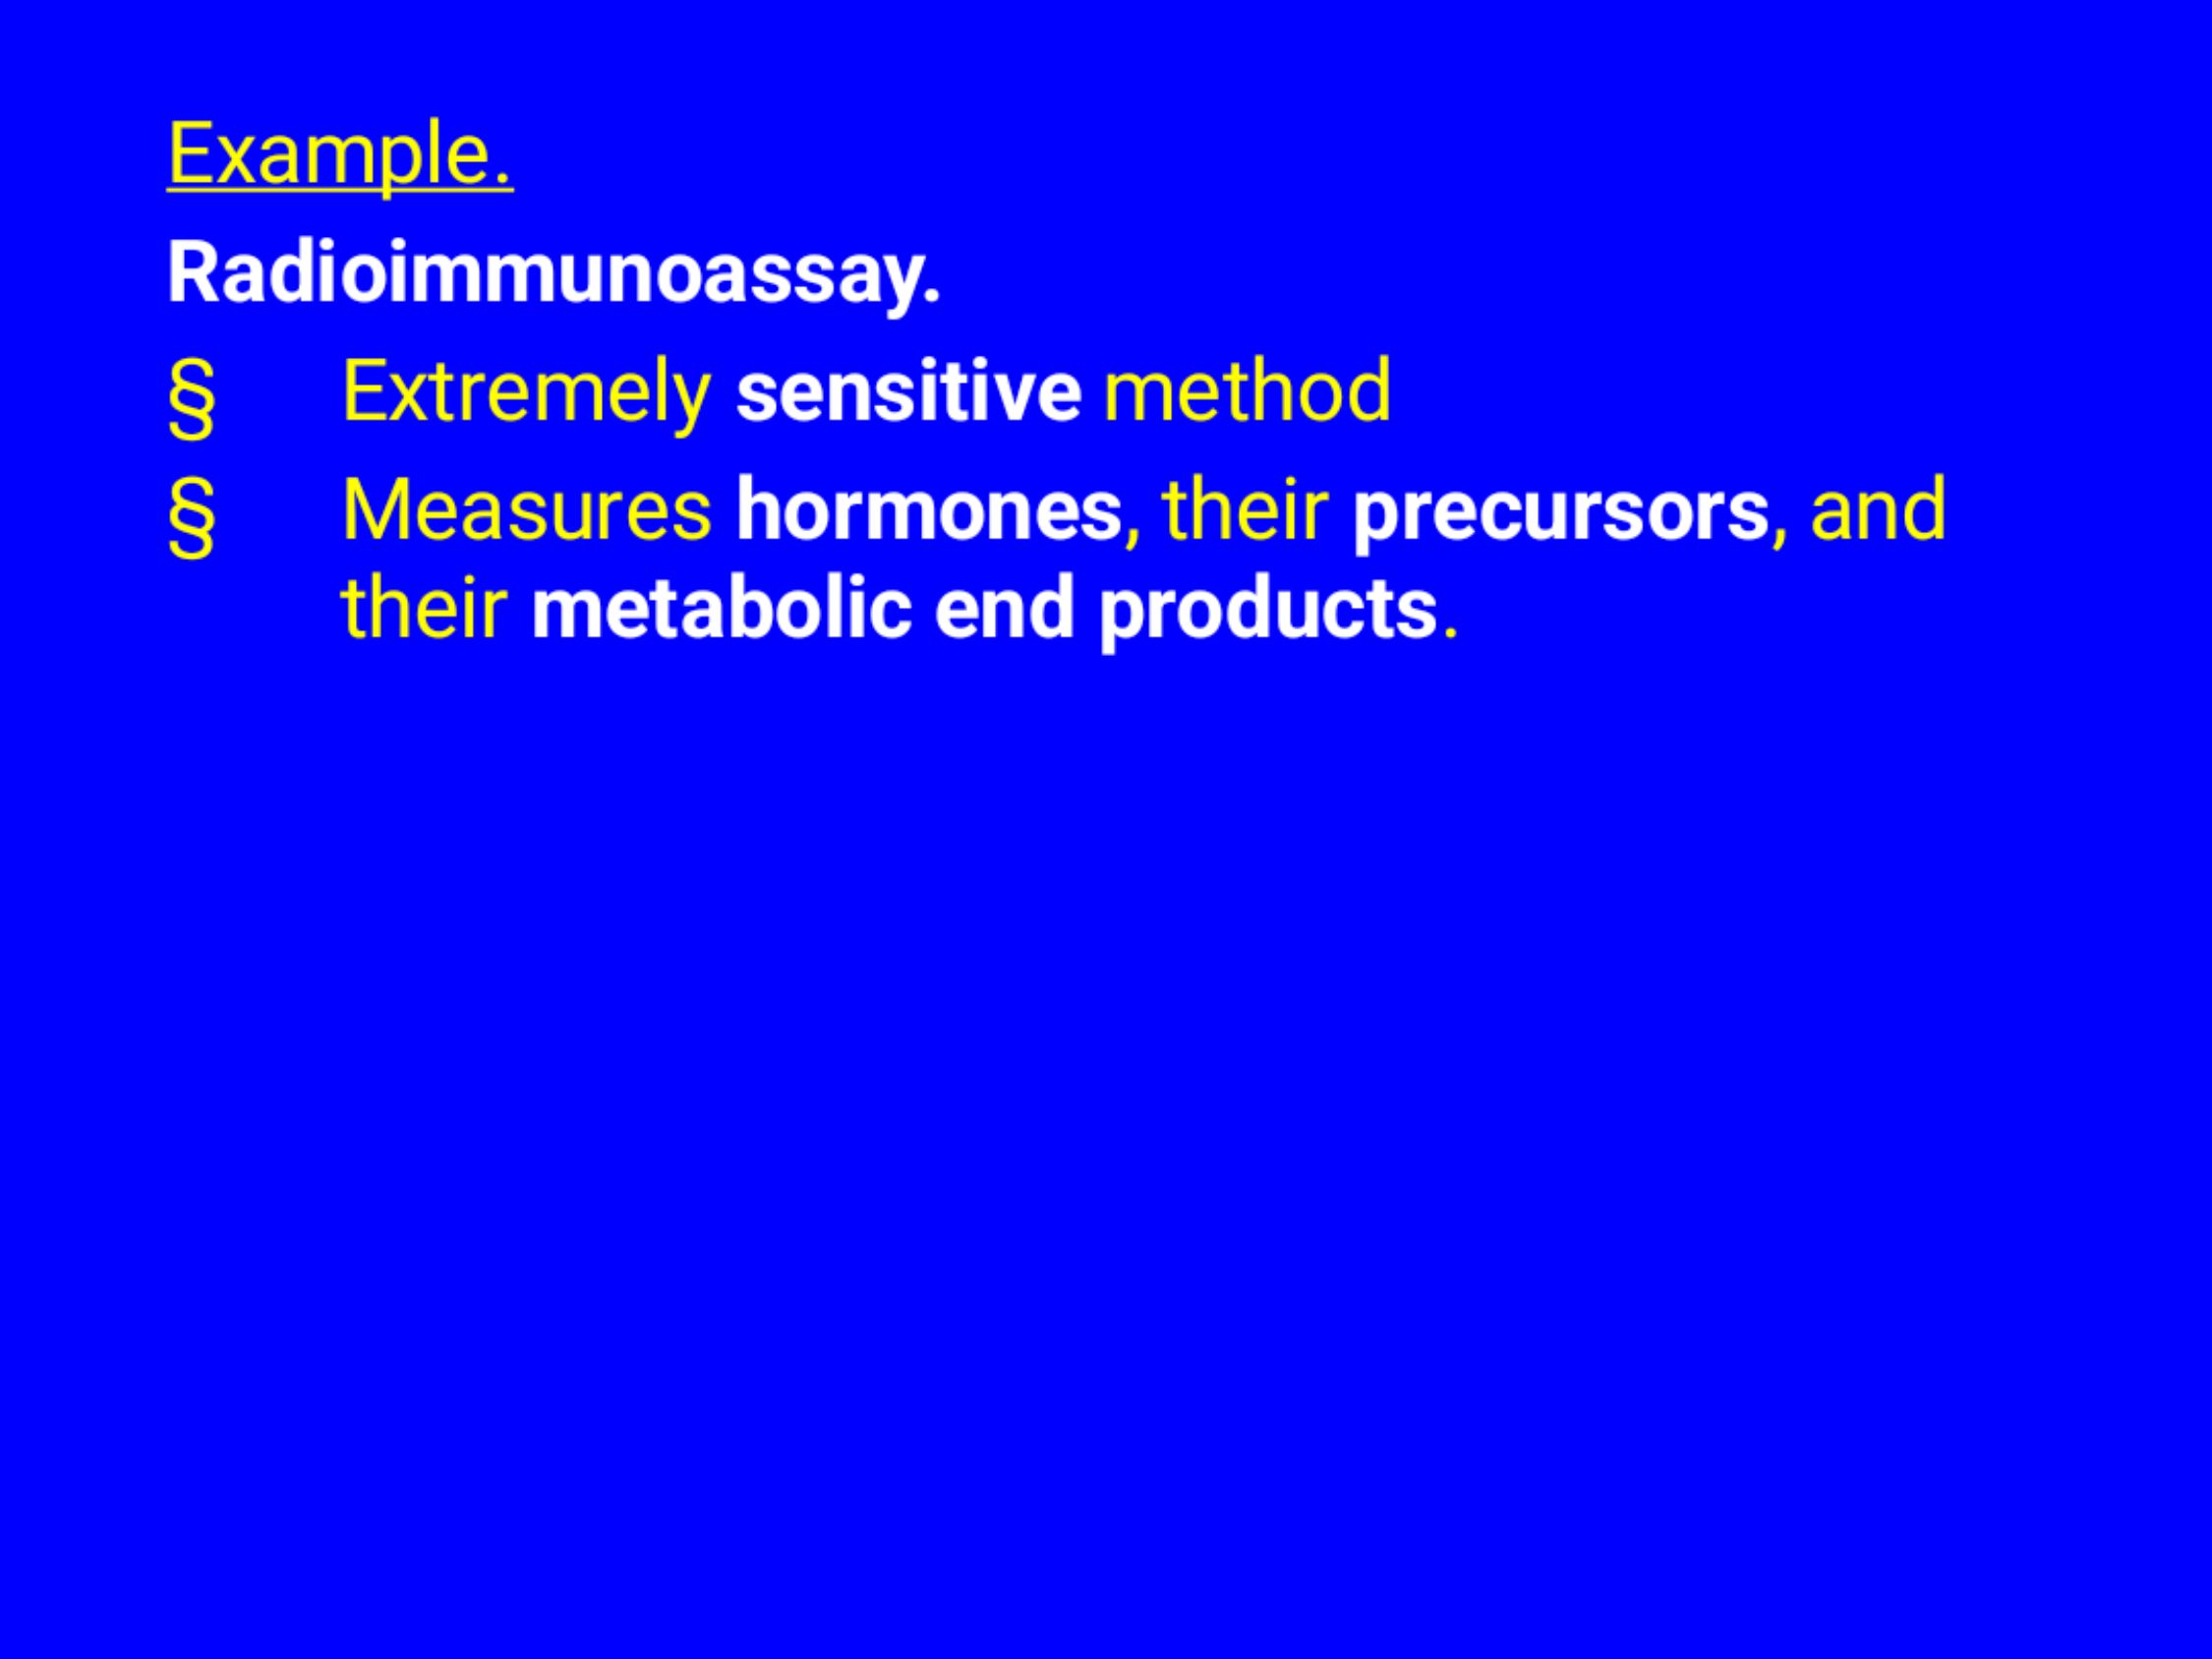 Example.
Radioimmunoassay.
§ Extremely sensitive method
§ Measures hormones, their precursors, and
their metabolic end products.